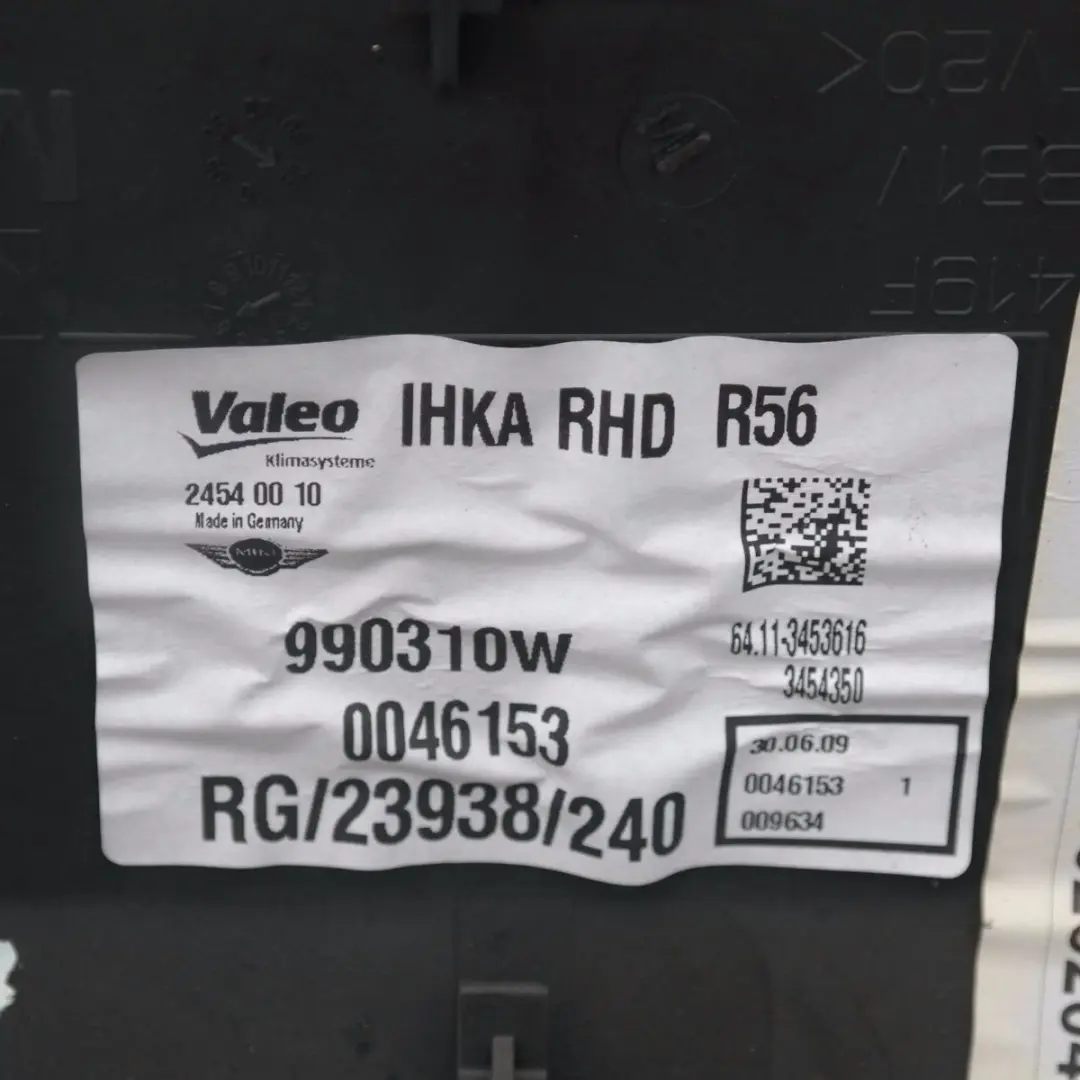 Valeo IHKA RHD R56
Klimasysteme
2454 00 10
Made in Germany
MINI
990310W
64.11-3453616
3454350
0046153
RG/23938/240
30.06.09
0046153 1
009634